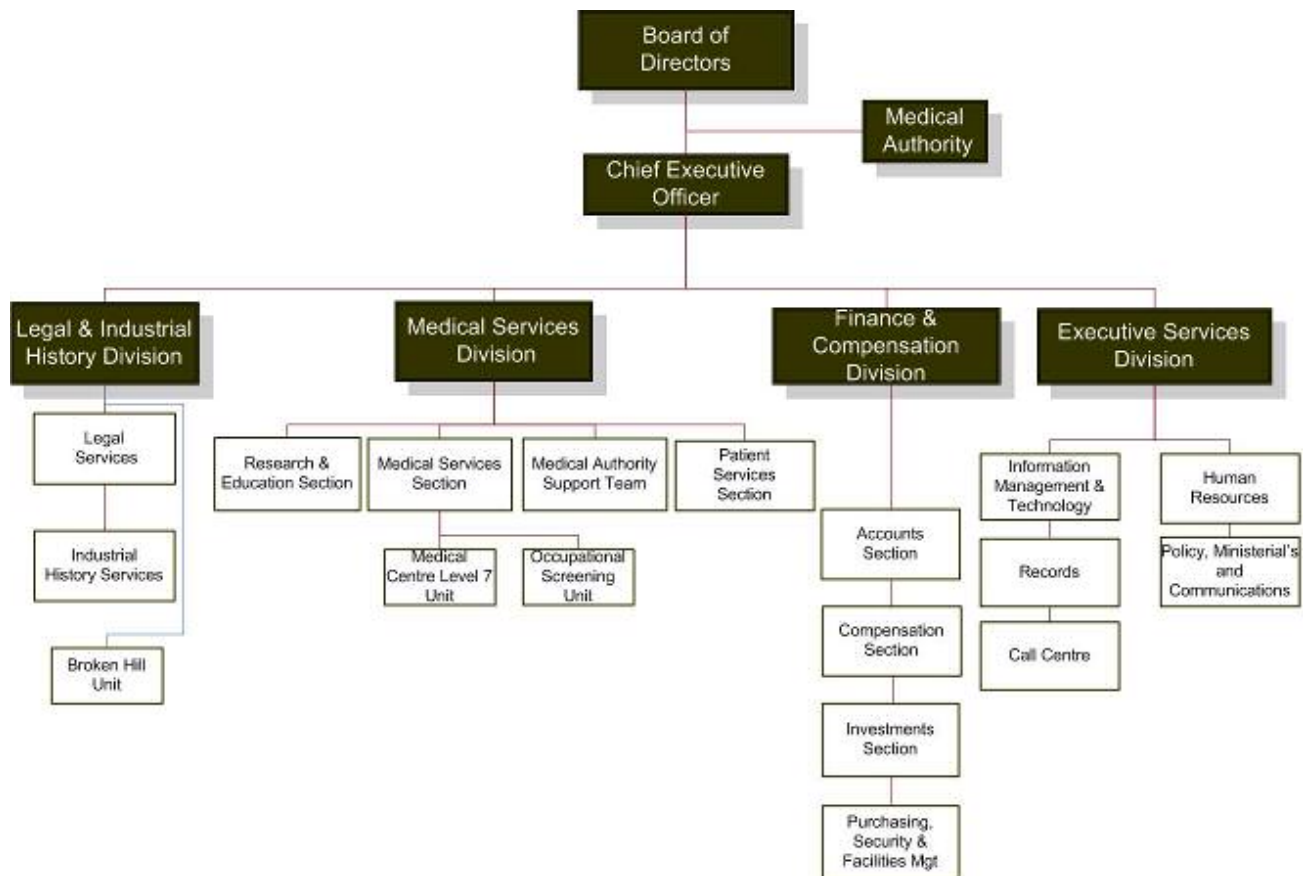 Board of
Directors
Medical
Authority
Chief Executive
Officer
Legal & Industrial
History Division
Medical Services
Division
Finance &
Compensation
Division
Executive Services
Division
Legal
Services
Industrial
History Services
Broken Hill
Unit
Research &
Education Section
Medical Services
Section
Medical Authority
Support Team
Patient
Services
Section
Medical
Centre Level 7
Unit
Occupational
Screening
Unit
Accounts
Section
Compensation
Section
Investments
Section
Purchasing,
Security &
Facilities Mgt
Information
Management &
Technology
Records
Call Centre
Human
Resources
Policy, Ministerial's
and
Communications